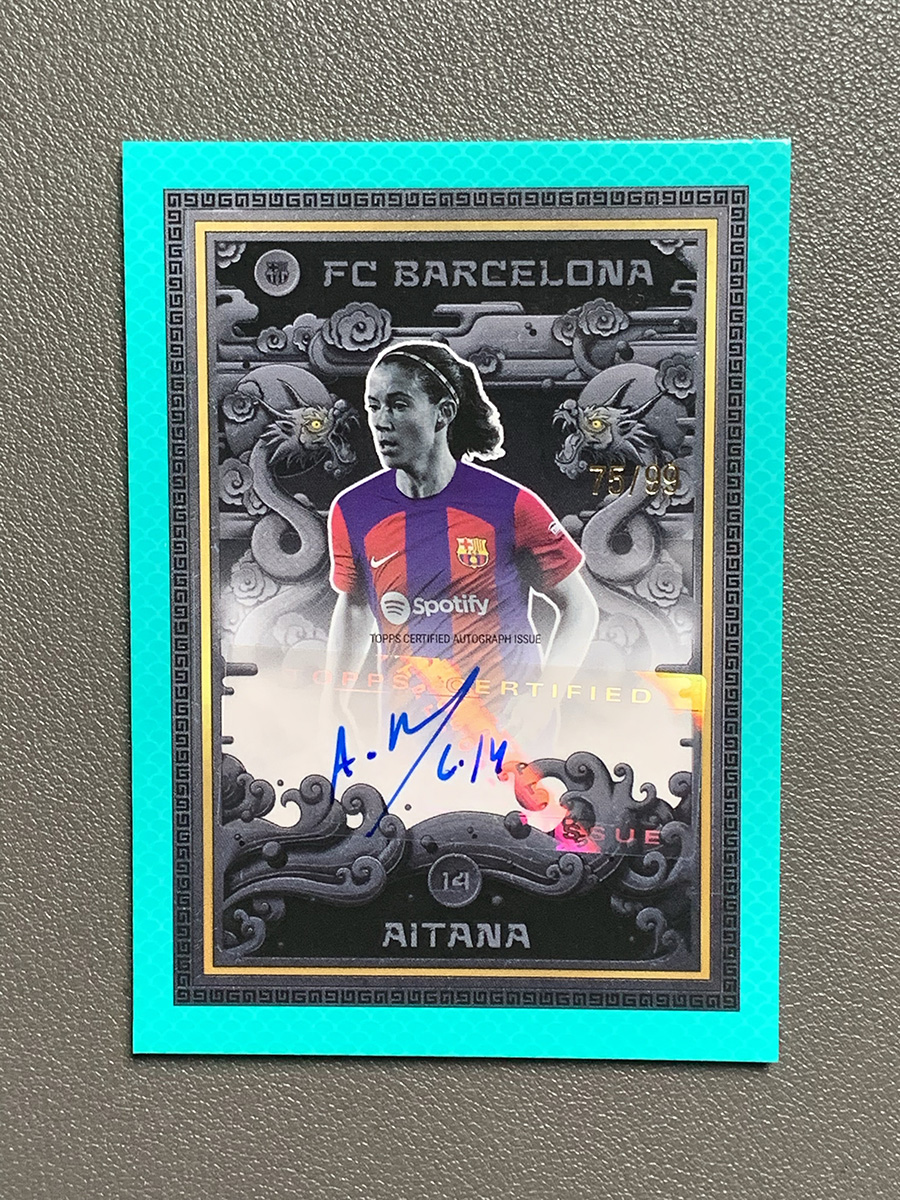 FC BARCELONA
75/99
Spotify
TOPPS CERTIFIED AUTOGRAPH ISSUE
TOPPS CERTIFIED
ISSUE
14
AITANA